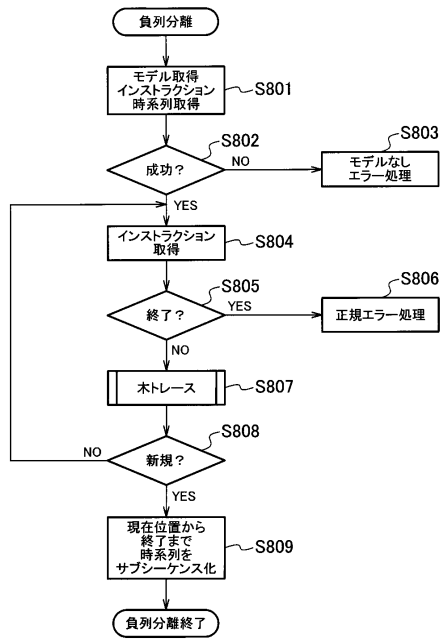 負列分離
モデル取得
インストラクション
時系列取得
S801
成功？
S802
NO
モデルなし
エラー処理
S803
YES
インストラクション
取得
S804
終了？
S805
YES
正規エラー処理
S806
NO
木トレース
S807
新規？
S808
NO
YES
現在位置から
終了まで
時系列を
サブシーケンス化
S809
負列分離終了